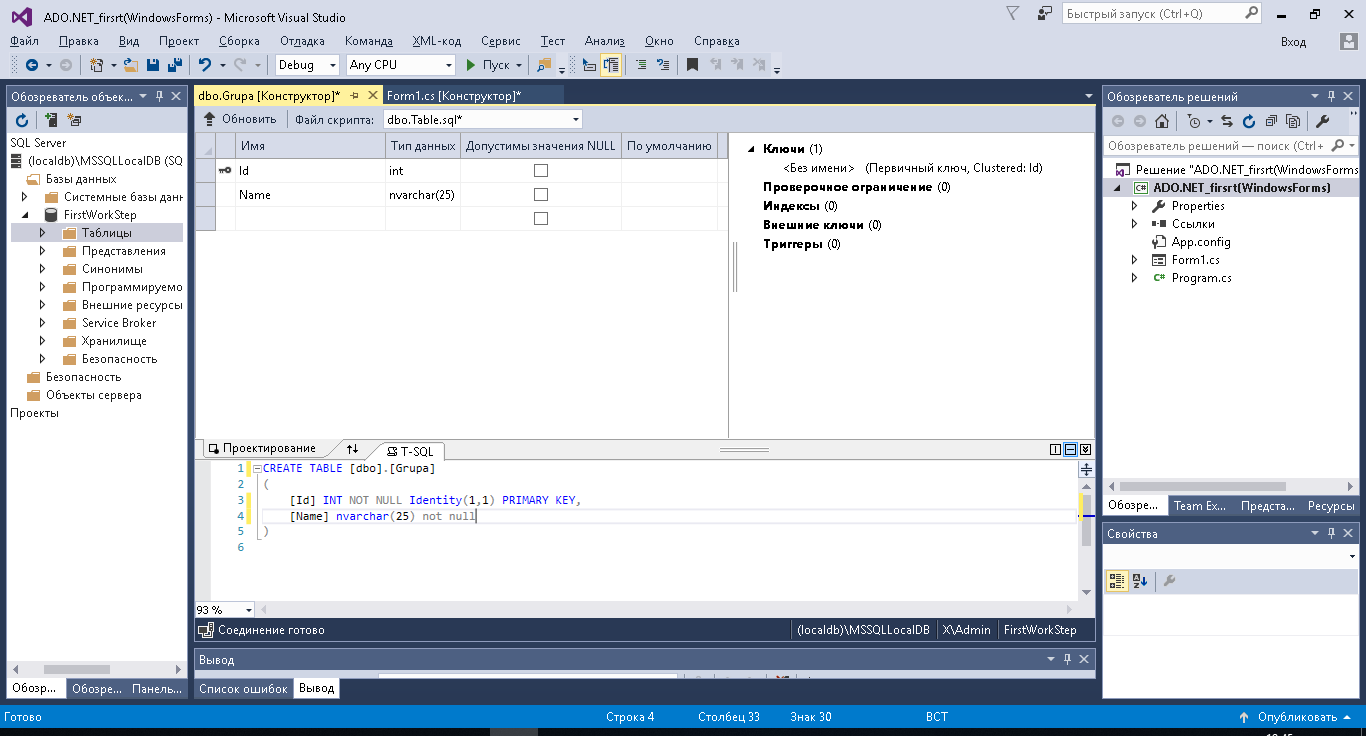 ADO.NET_firsrt(WindowsForms) - Microsoft Visual Studio
Быстрый запуск (Ctrl+Q)
Файл Правка Вид Проект Сборка Отладка Команда XML-код Сервис Тест Анализ Окно Справка
Вход
Debug Any CPU Пуск
Обозреватель объек...
SQL Server
(localdb)\MSSQLLocalDB (SQ
Базы данных
Системные базы данн
FirstWorkStep
Таблицы
Представления
Синонимы
Программируемо
Внешние ресурсы
Service Broker
Хранилище
Безопасность
Безопасность
Объекты сервера
Проекты
Обозр... Обозре... Панель...
dbo.Grupa [Конструктор]* Form1.cs [Конструктор]*
Обновить Файл скрипта: dbo.Table.sql*
Имя Тип данных Допустимы значения NULL По умолчанию
Id int
Name nvarchar(25)
Ключи (1)
<Без имени> (Первичный ключ, Clustered: Id)
Проверочное ограничение (0)
Индексы (0)
Внешние ключи (0)
Триггеры (0)
Проектирование T-SQL
1 CREATE TABLE [dbo].[Grupa]
2 (
3 [Id] INT NOT NULL Identity(1,1) PRIMARY KEY,
4 [Name] nvarchar(25) not null
5 )
6
93 %
Соединение готово (localdb)\MSSQLLocalDB X\Admin FirstWorkStep
Вывод
Список ошибок Вывод
Обозреватель решений
Обозреватель решений — поиск (Ctrl+
Решение "ADO.NET_firsrt(WindowsForms
ADO.NET_firsrt(WindowsForms)
Properties
Ссылки
App.config
Form1.cs
Program.cs
Обозре... Team Ex... Предста... Ресурсы
Свойства
Готово Строка 4 Столбец 33 Знак 30 ВСТ Опубликовать